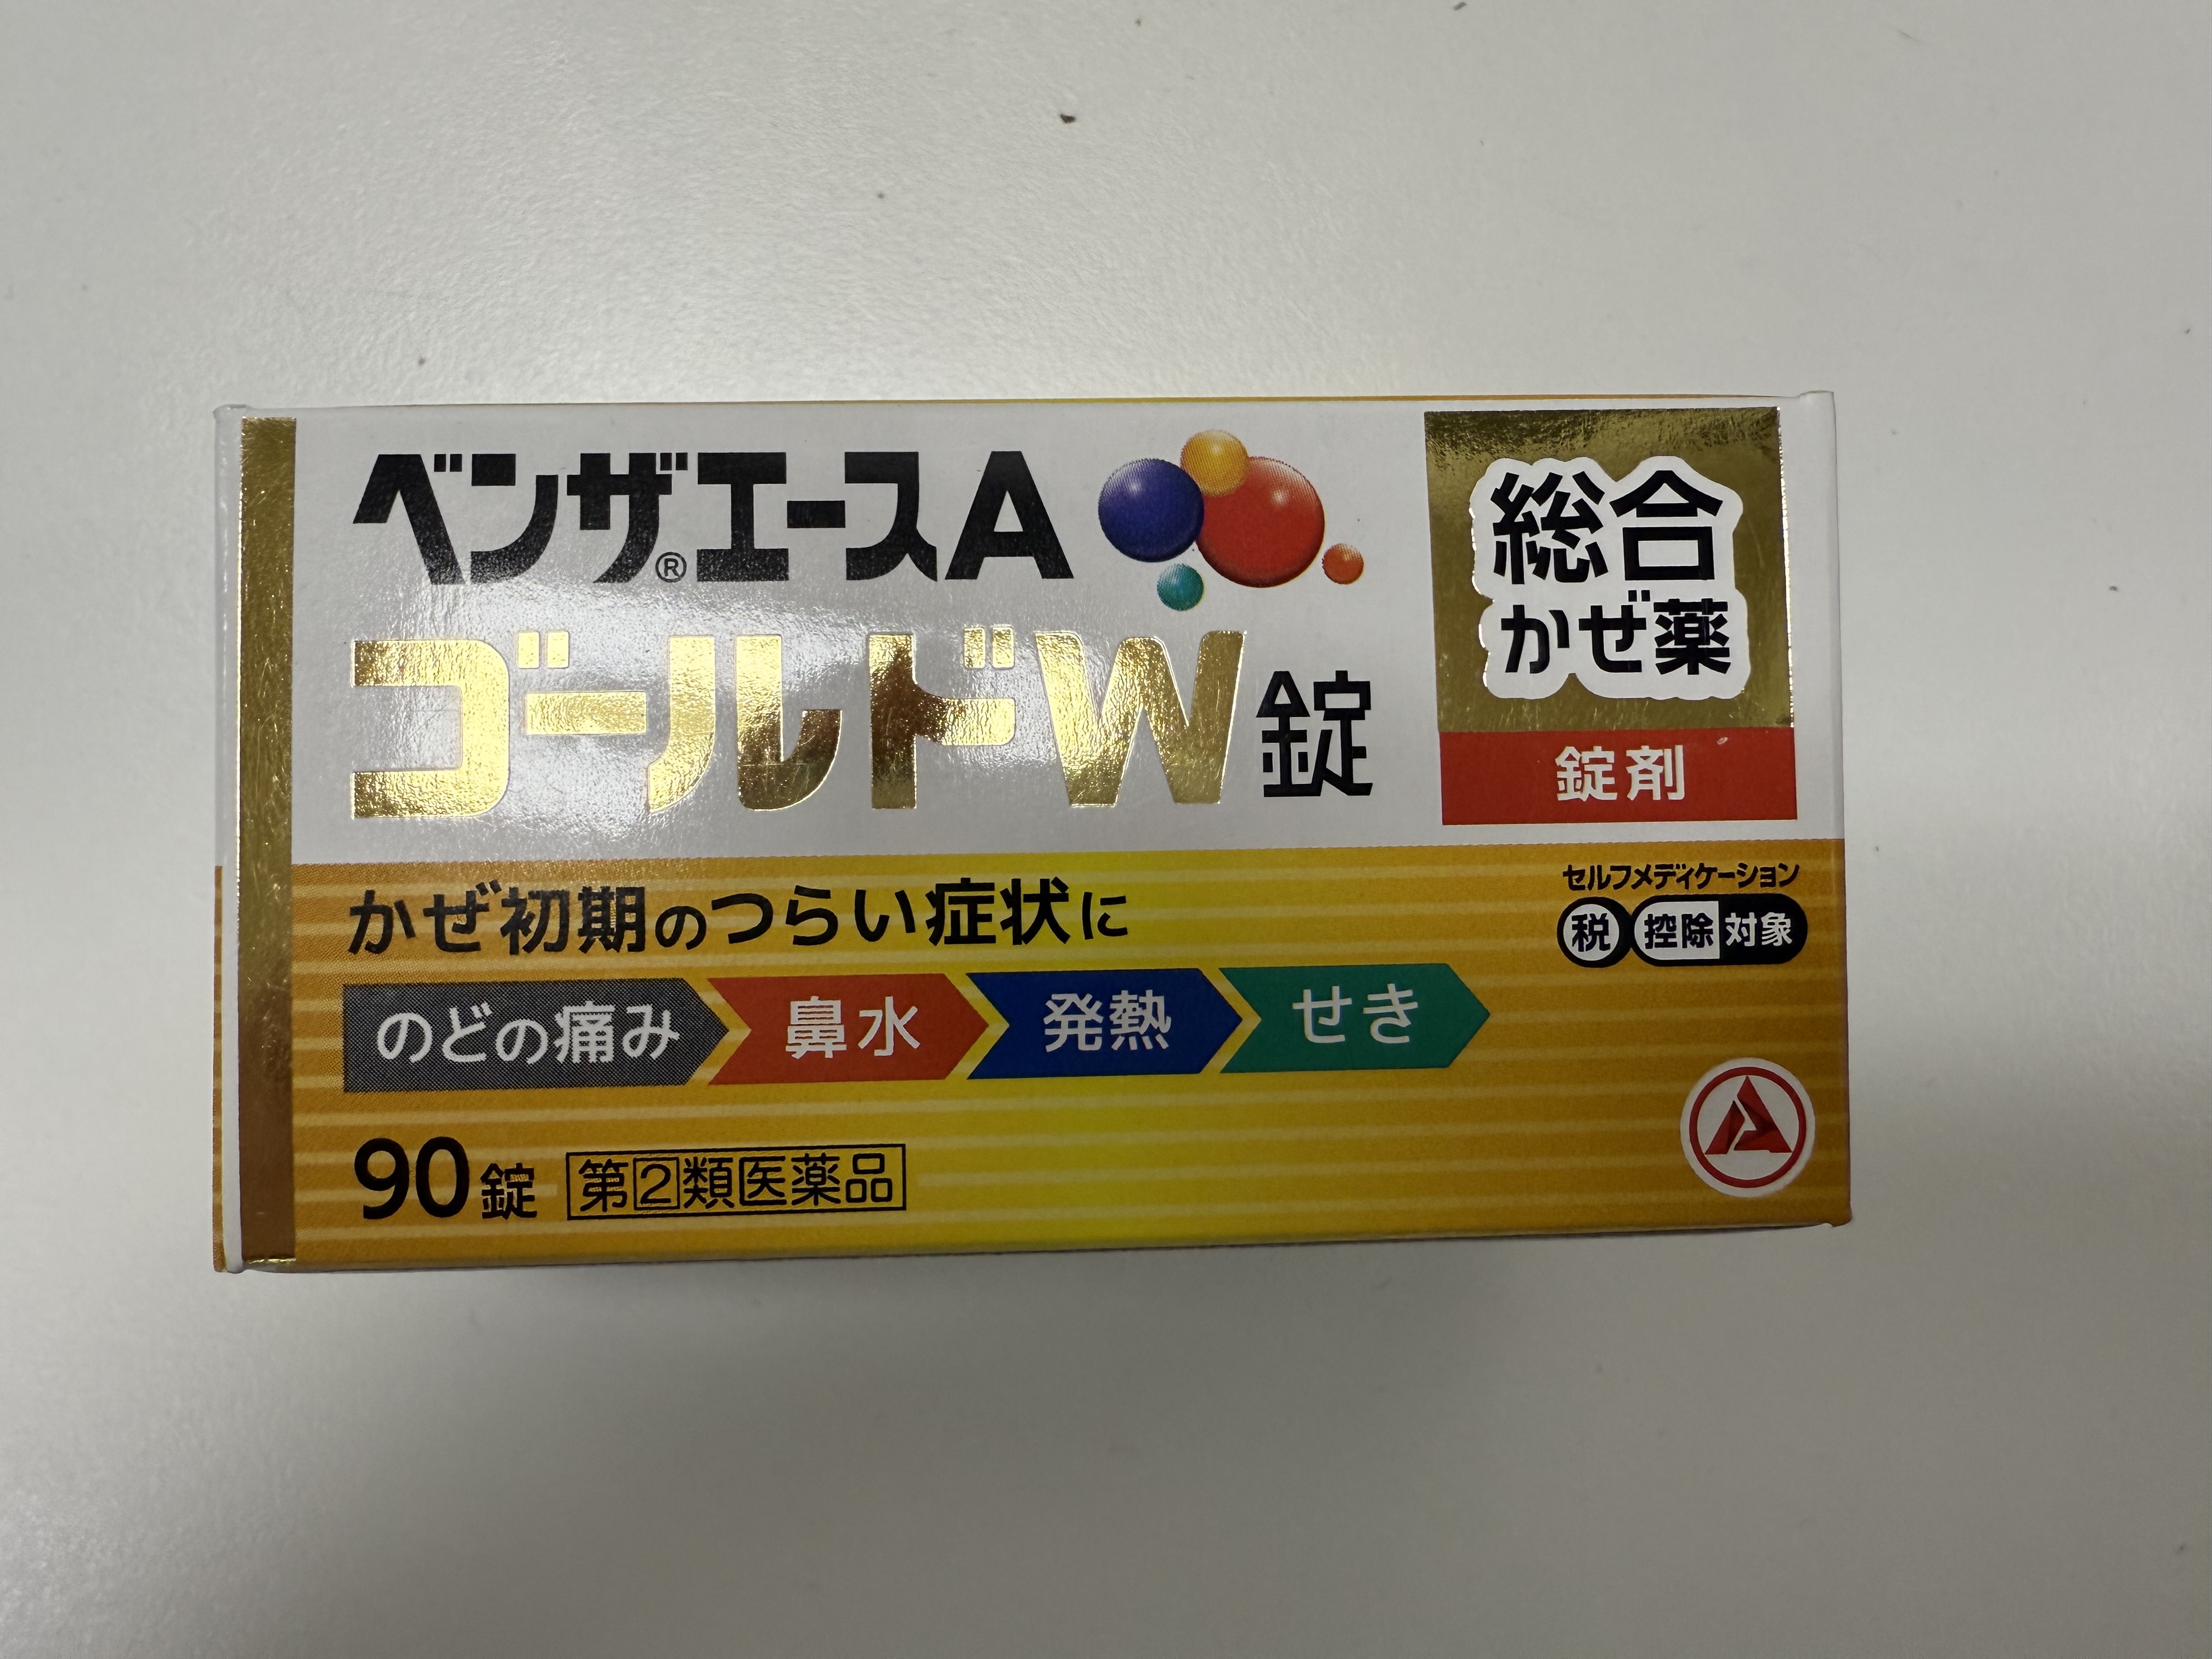 ベンザ®エースA
ゴールドW錠
総合
かぜ薬
錠剤
かぜ初期のつらい症状に
セルフメディケーション
税 控除 対象
のどの痛み 鼻水 発熱 せき
90錠 第②類医薬品